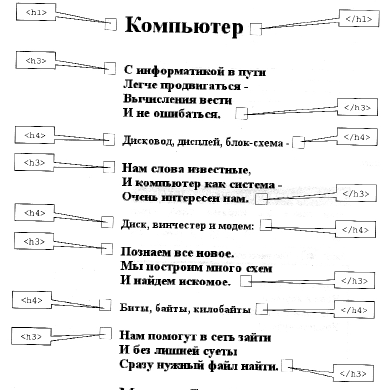 <h1> Компьютер </h1>
<h3> С информатикой в пути
Легче продвигаться -
Вычисления вести
И не ошибаться. </h3>
<h4> Дисковод, дисплей, блок-схема - </h4>
<h3> Нам слова известные,
И компьютер как система -
Очень интересен нам. </h3>
<h4> Диск, винчестер и модем: </h4>
<h3> Познаем все новое.
Мы построим много схем
И найдем искомое. </h3>
<h4> Биты, байты, килобайты </h4>
<h3> Нам помогут в сеть зайти
И без лишней суеты
Сразу нужный файл найти. </h3>